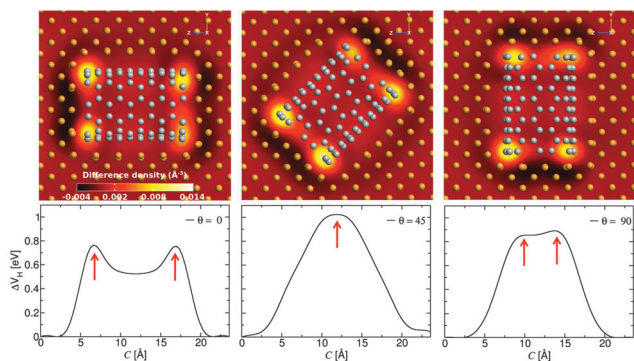 Y
Z
Y
Z
Y
Z
Difference density (Å⁻³)
-0.004 0.002 0.008 0.014
ΔV_H [eV]
1
0.8
0.6
0.4
0.2
0
θ = 0
θ = 45
θ = 90
0 5 10 15 20
0 5 10 15 20
0 5 10 15 20
C [Å]
C [Å]
C [Å]